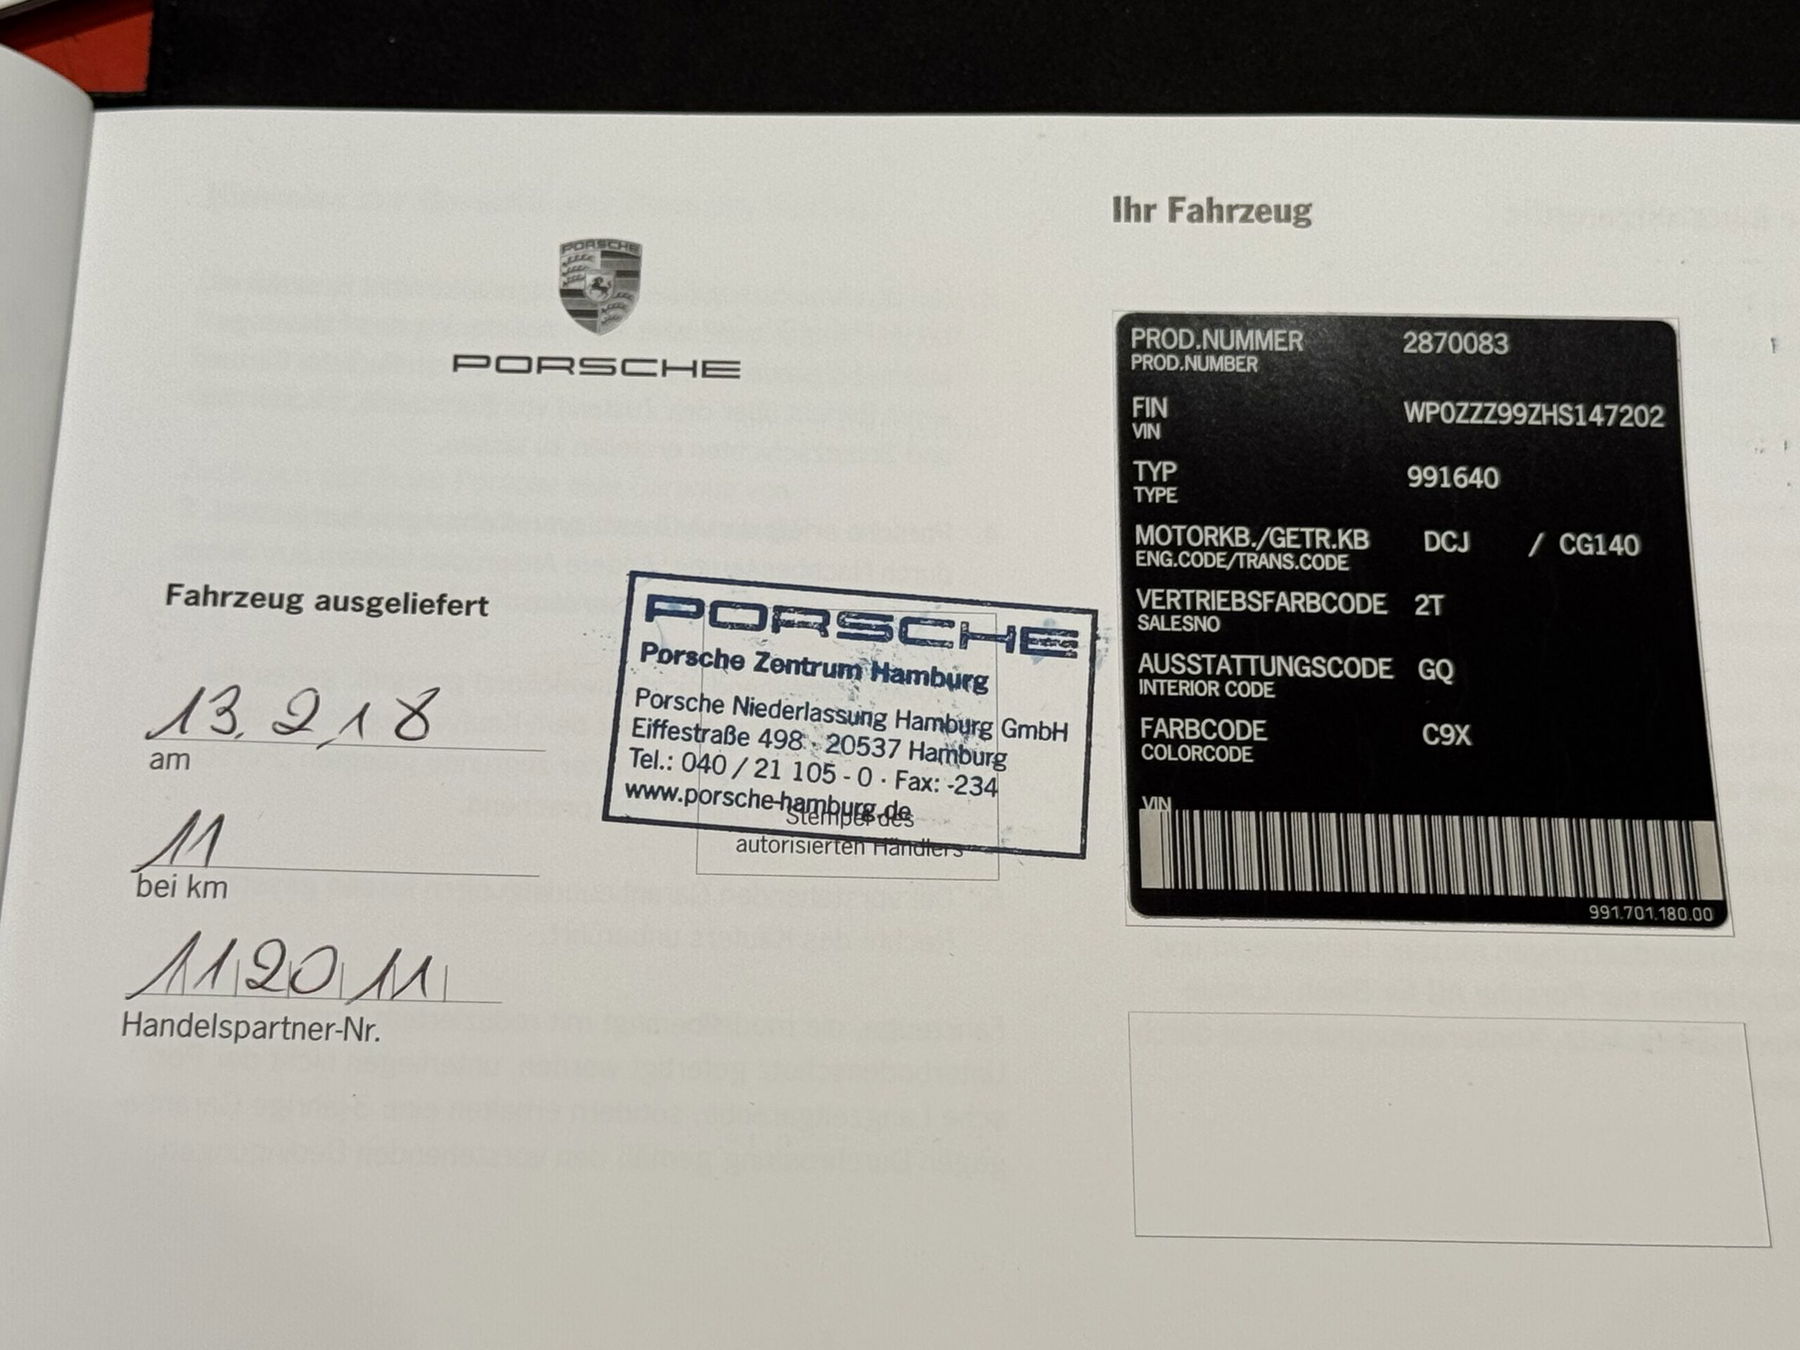 PORSCHE
PORSCHE
Fahrzeug ausgeliefert
13. 2. 18
am
11
bei km
112011
Handelspartner-Nr.
PORSCHE
Porsche Zentrum Hamburg
Porsche Niederlassung Hamburg GmbH
Eiffestraße 498 · 20537 Hamburg
Tel.: 040 / 21 105 - 0 · Fax: -234
www.porsche-hamburg.de
Stempel des
autorisierten Händlers
Ihr Fahrzeug
PROD.NUMMER 2870083
PROD.NUMBER
FIN WP0ZZZ99ZHS147202
VIN
TYP 991640
TYPE
MOTORKB./GETR.KB DCJ / CG140
ENG.CODE/TRANS.CODE
VERTRIEBSFARBCODE 2T
SALESNO
AUSSTATTUNGSCODE GQ
INTERIOR CODE
FARBCODE C9X
COLORCODE
VIN
991.701.180.00